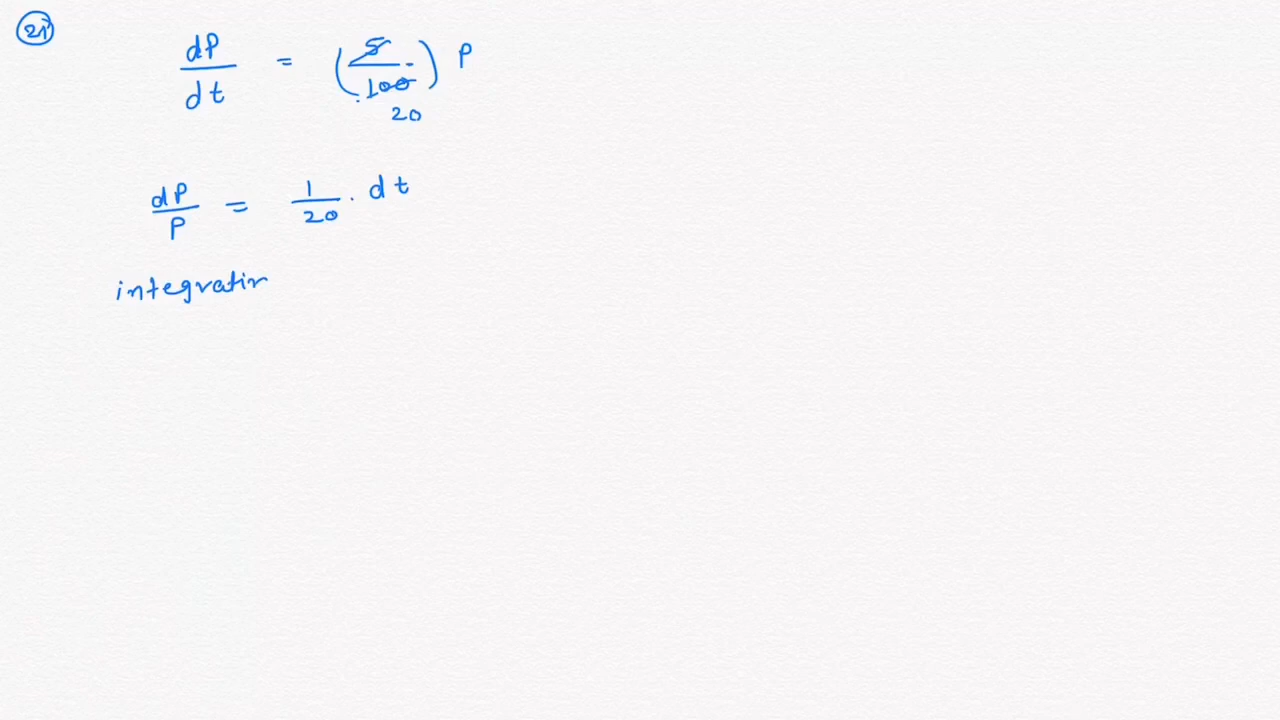 21)
dP/dt = (5/100) P
20
dP/P = 1/20 . dt
integratin